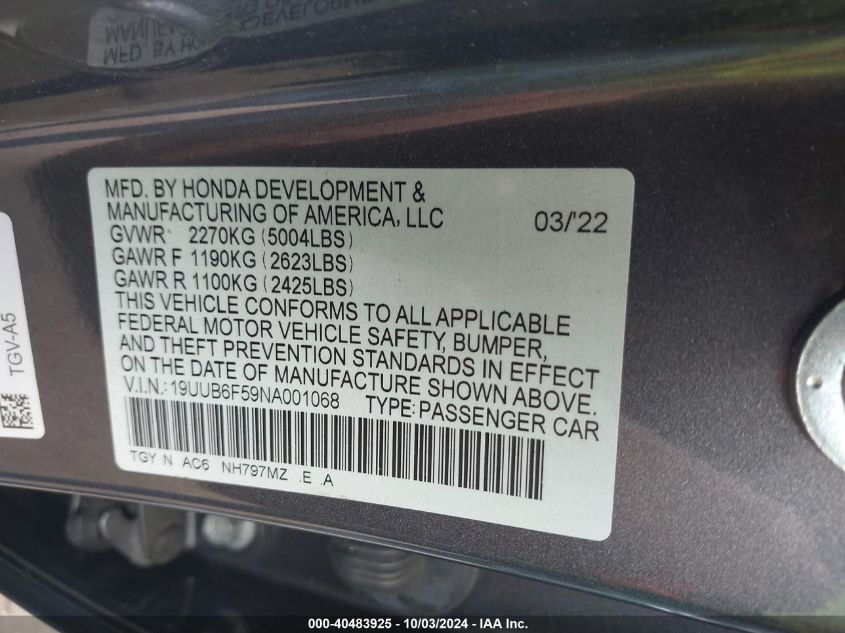 MFD. BY HONDA DEVELOPMENT &
MANUFACTURING OF AMERICA, LLC 03/'22
GVWR 2270KG (5004LBS)
GAWR F 1190KG (2623LBS)
GAWR R 1100KG (2425LBS)
THIS VEHICLE CONFORMS TO ALL APPLICABLE
FEDERAL MOTOR VEHICLE SAFETY, BUMPER,
AND THEFT PREVENTION STANDARDS IN EFFECT
ON THE DATE OF MANUFACTURE SHOWN ABOVE.
V.I.N.: 19UUB6F59NA001068 TYPE: PASSENGER CAR
TGY N AC6 NH797MZ .E .A
TGV-A5
000-40483925 - 10/03/2024 - IAA Inc.